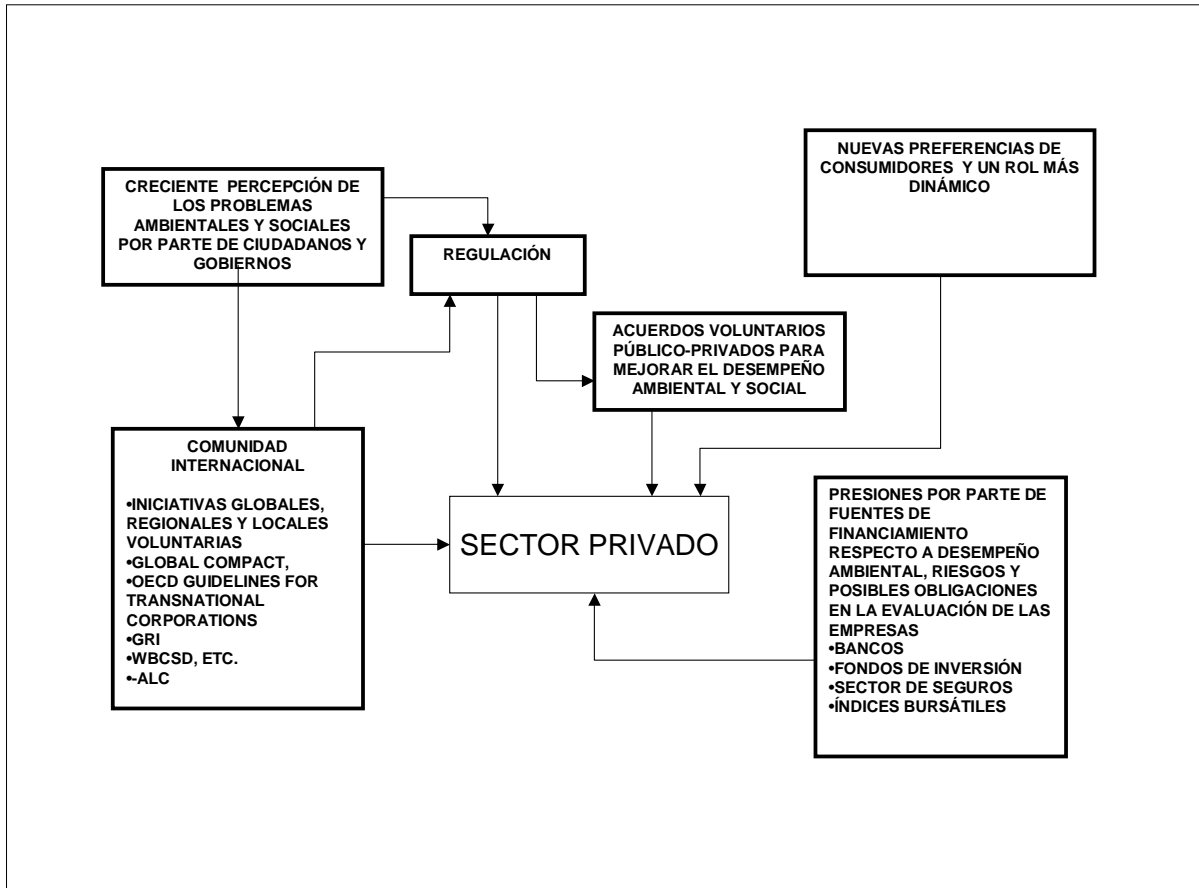 CRECIENTE PERCEPCIÓN DE
LOS PROBLEMAS
AMBIENTALES Y SOCIALES
POR PARTE DE CIUDADANOS Y
GOBIERNOS
REGULACIÓN
NUEVAS PREFERENCIAS DE
CONSUMIDORES Y UN ROL MÁS
DINÁMICO
ACUERDOS VOLUNTARIOS
PÚBLICO-PRIVADOS PARA
MEJORAR EL DESEMPEÑO
AMBIENTAL Y SOCIAL
COMUNIDAD
INTERNACIONAL
•INICIATIVAS GLOBALES,
REGIONALES Y LOCALES
VOLUNTARIAS
•GLOBAL COMPACT,
•OECD GUIDELINES FOR
TRANSNATIONAL
CORPORATIONS
•GRI
•WBCSD, ETC.
•-ALC
SECTOR PRIVADO
PRESIONES POR PARTE DE
FUENTES DE
FINANCIAMIENTO
RESPECTO A DESEMPEÑO
AMBIENTAL, RIESGOS Y
POSIBLES OBLIGACIONES
EN LA EVALUACIÓN DE LAS
EMPRESAS
•BANCOS
•FONDOS DE INVERSIÓN
•SECTOR DE SEGUROS
•ÍNDICES BURSÁTILES